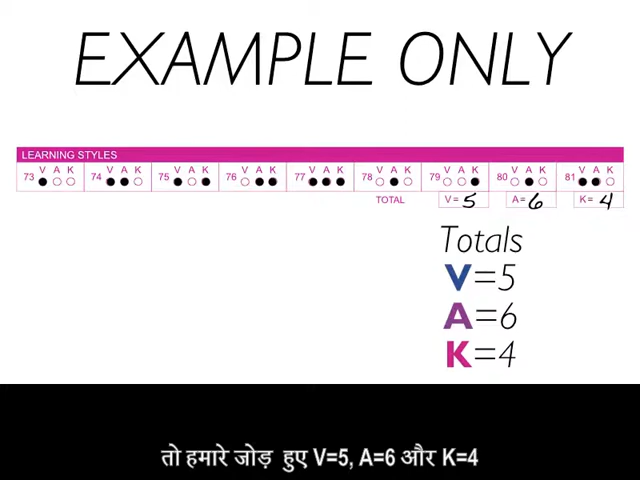 EXAMPLE ONLY
LEARNING STYLES
73 V A K 74 V A K 75 V A K 76 V A K 77 V A K 78 V A K 79 V A K 80 V A K 81 V A K
TOTAL V= 5 A= 6 K= 4
Totals
V=5
A=6
K=4
तो हमारे जोड़ हुए V=5, A=6 और K=4